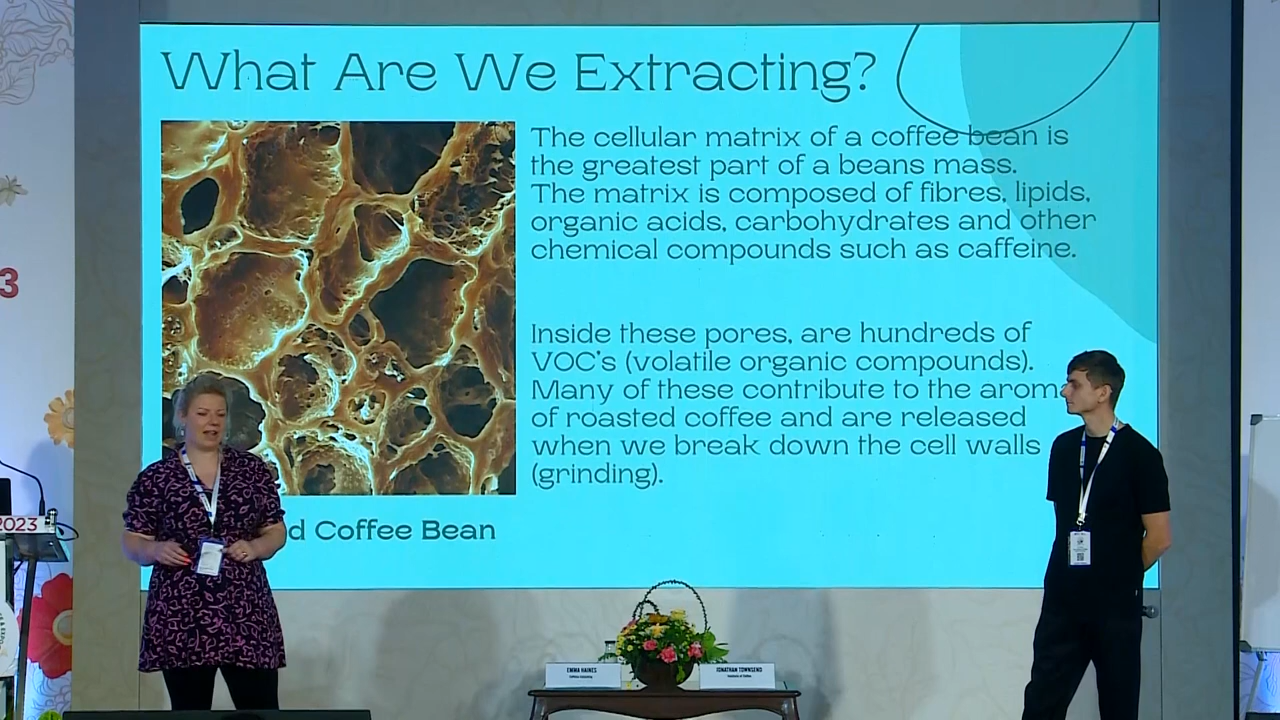 What Are We Extracting?
The cellular matrix of a coffee bean is
the greatest part of a beans mass.
The matrix is composed of fibres, lipids,
organic acids, carbohydrates and other
chemical compounds such as caffeine.
Inside these pores, are hundreds of
VOC's (volatile organic compounds).
Many of these contribute to the arom
of roasted coffee and are released
when we break down the cell walls
(grinding).
d Coffee Bean
3
2023
EMMA HAINES
JONATHAN TOWNSEND